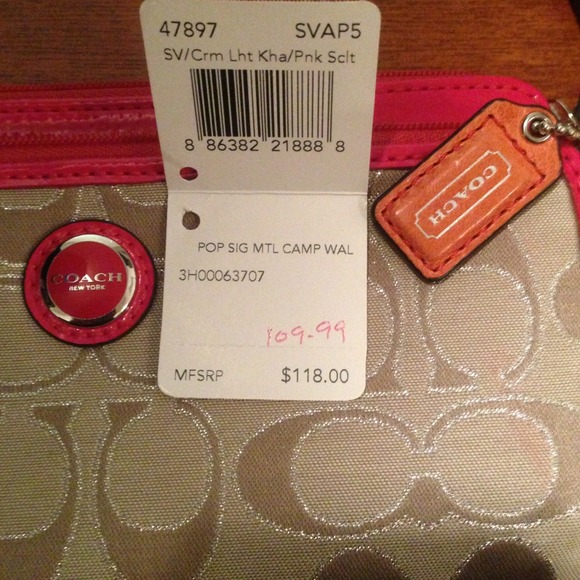 47897 SVAP5
SV/Crm Lht Kha/Pnk Sclt
8 86382 21888 8
POP SIG MTL CAMP WAL
3H00063707
109.99
MFSRP $118.00
COACH
NEW YORK
COACH